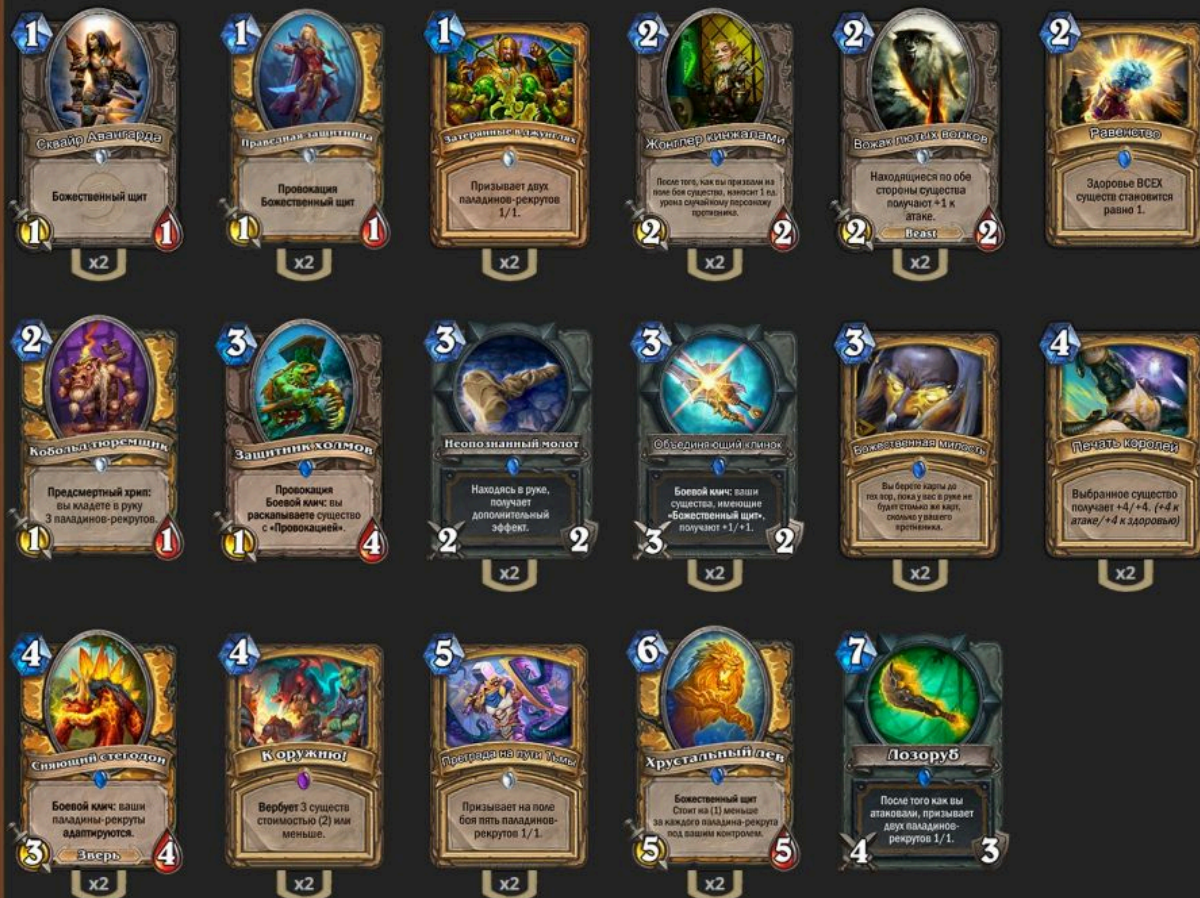 1
Сквайр Авангарда
Божественный щит
1 1
x2
1
Праведная защитница
Провокация
Божественный щит
1 1
x2
1
Затерянные в джунглях
Призывает двух
паладинов-рекрутов
1/1.
x2
2
Жонглер кинжалами
После того, как вы призвали на
поле боя существо, наносит 1 ед.
урона случайному персонажу
противника.
2 2
x2
2
Вожак лютых волков
Находящиеся по обе
стороны существа
получают +1 к
атаке.
Beast
2 2
x2
2
Равенство
Здоровье ВСЕХ
существ становится
равно 1.
2
Кобольд-тюремщик
Предсмертный хрип:
вы кладете в руку
3 паладинов-рекрутов.
1 1
3
Защитник холмов
Провокация
Боевой клич: вы
раскапываете существо
с «Провокацией».
1 4
3
Неопознанный молот
Находясь в руке,
получает
дополнительный
эффект.
2 2
x2
3
Объединяющий клинок
Боевой клич: ваши
существа, имеющие
«Божественный щит»,
получают +1/+1.
3 2
x2
3
Божественная милость
Вы берете карты до
тех пор, пока у вас в руке не
будет столько же карт,
сколько у вашего
противника.
x2
4
Печать королей
Выбранное существо
получает +4/+4. (+4 к
атаке/+4 к здоровью)
x2
4
Сияющий стегодон
Боевой клич: ваши
паладины-рекруты
адаптируются.
Зверь
3 4
x2
4
К оружию!
Вербует 3 существ
стоимостью (2) или
меньше.
x2
5
Преграда на пути Тьмы
Призывает на поле
боя пять паладинов-
рекрутов 1/1.
x2
6
Хрустальный лев
Божественный щит
Стоит на (1) меньше
за каждого паладина-рекрута
под вашим контролем.
5 5
x2
7
Лозоруб
После того как вы
атаковали, призывает
двух паладинов-
рекрутов 1/1.
4 3